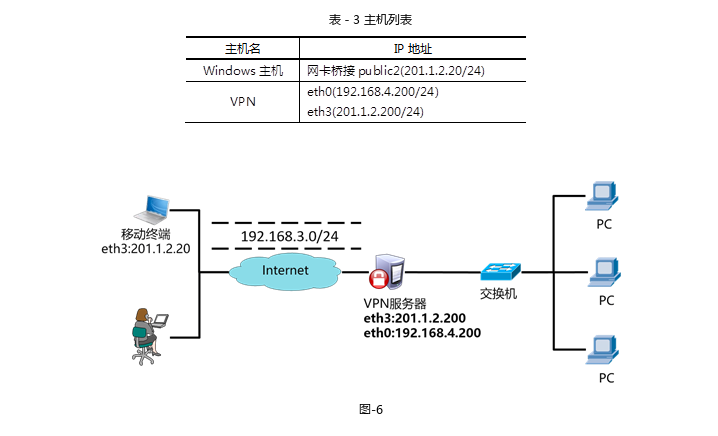 表 - 3 主机列表
主机名 IP 地址
Windows 主机 网卡桥接 public2(201.1.2.20/24)
VPN eth0(192.168.4.200/24)
eth3(201.1.2.200/24)
移动终端
eth3:201.1.2.20
192.168.3.0/24
Internet
VPN服务器
eth3:201.1.2.200
eth0:192.168.4.200
交换机
PC
PC
PC
图-6